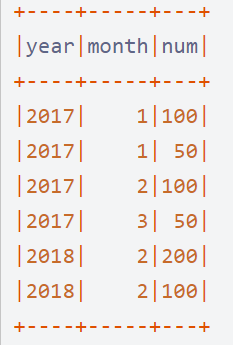 +----+-----+---+
|year|month|num|
+----+-----+---+
|2017|    1|100|
|2017|    1| 50|
|2017|    2|100|
|2017|    3| 50|
|2018|    2|200|
|2018|    2|100|
+----+-----+---+